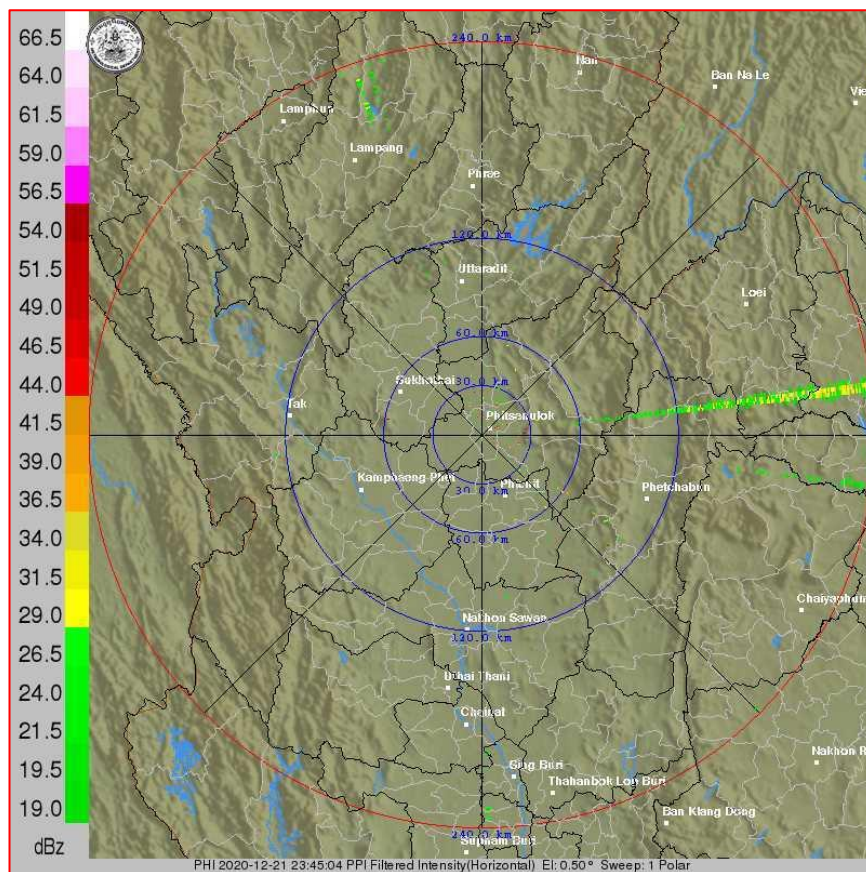 66.5
64.0
61.5
59.0
56.5
54.0
51.5
49.0
46.5
44.0
41.5
39.0
36.5
34.0
31.5
29.0
26.5
24.0
21.5
19.5
19.0
dBz
240.0 km
Nan
Ban Na Le
Lamphun
Lampang
Phrae
120.0 km
Uttaradit
Loei
60.0 km
30.0 km
Sukhothai
Tak
Phitsanulok
Kamphaeng Phet
Phichit
30.0 km
Phetchabun
60.0 km
Chaiyaphum
Nakhon Sawan
120.0 km
Uthai Thani
Chainat
Nakhon R
Sing Buri
Thahanbok Lop Buri
Ban Klang Dong
240.0 km
Suphan Buri
PHI 2020-12-21 23:45:04 PPI Filtered Intensity(Horizontal) El: 0.50° Sweep: 1 Polar